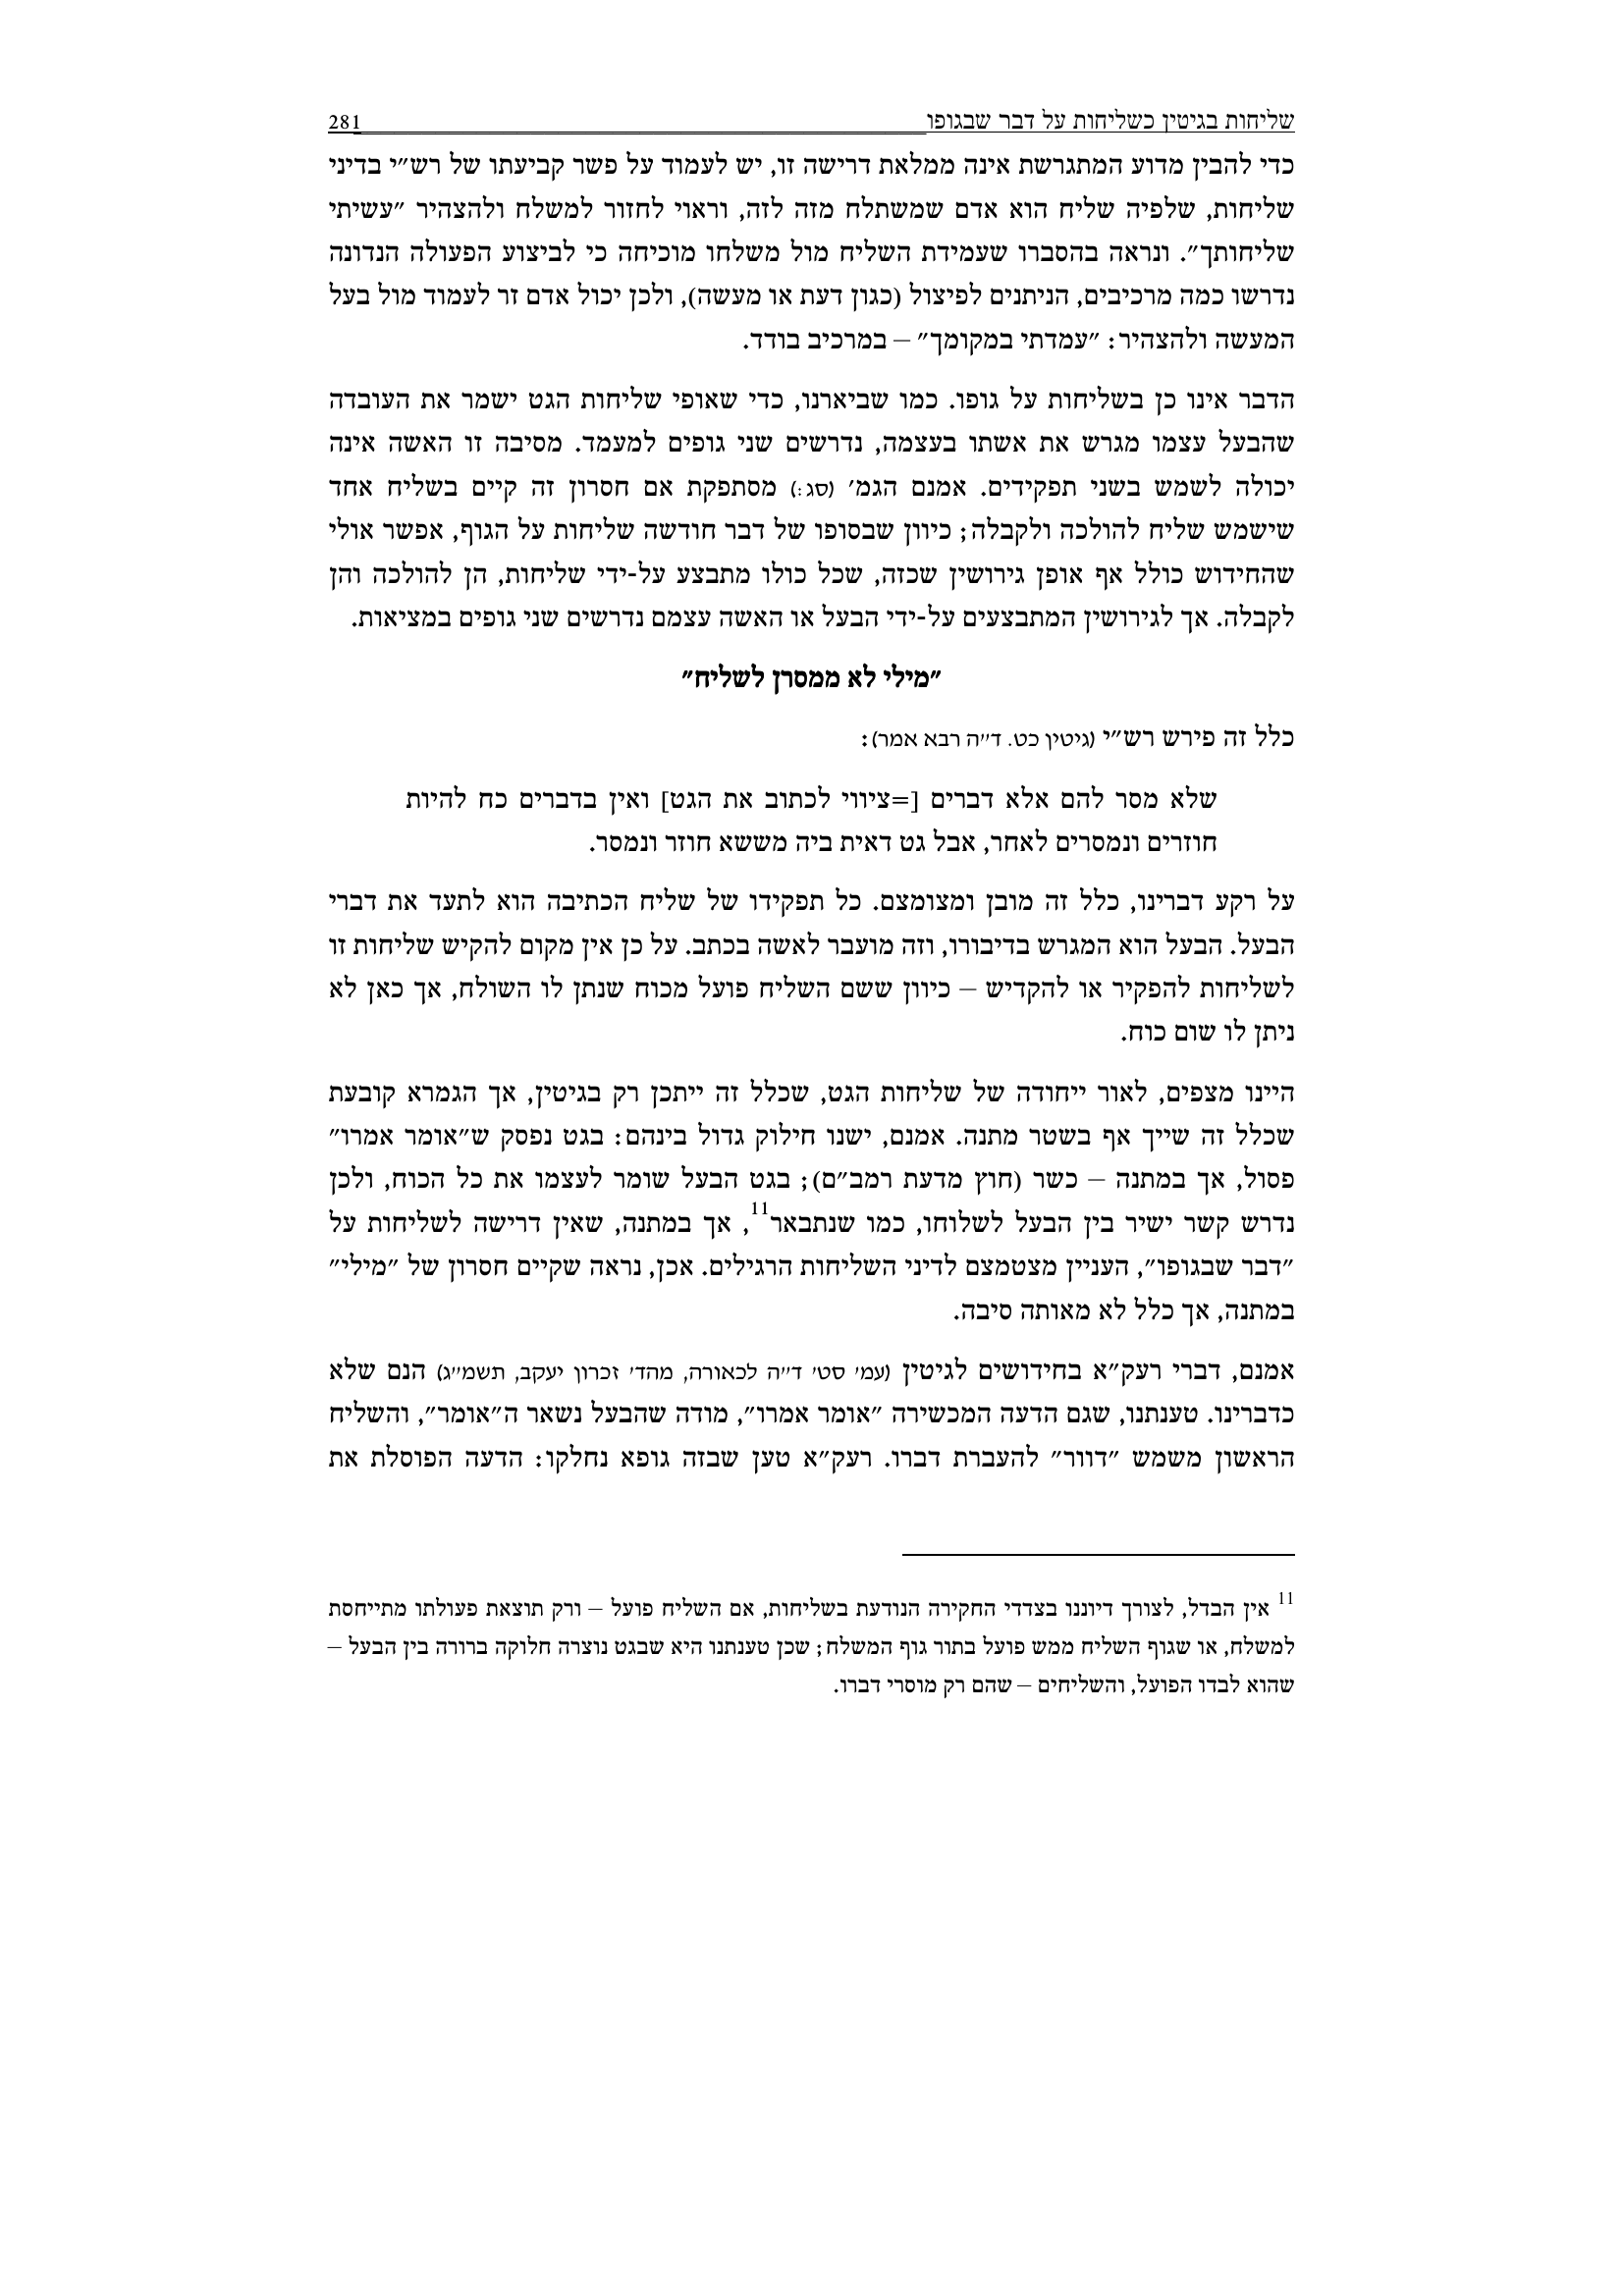 שליחות בגיטין כשליחות על דבר שבגופו 281
כדי להבין מדוע המתגרשת אינה ממלאת דרישה זו, יש לעמוד על פשר קביעתו של רש״י בדיני
שליחות, שלפיה שליח הוא אדם שמשתלח מזה לזה, וראוי לחזור למשלח ולהצהיר ״עשיתי
שליחותך״. ונראה בהסברו שעמידת השליח מול משלחו מוכיחה כי לביצוע הפעולה הנדונה
נדרשו כמה מרכיבים, הניתנים לפיצול (כגון דעת או מעשה), ולכן יכול אדם זר לעמוד מול בעל
המעשה ולהצהיר: ״עמדתי במקומך״ – במרכיב בודד.
הדבר אינו כן בשליחות על גופו. כמו שביארנו, כדי שאופי שליחות הגט ישמר את העובדה
שהבעל עצמו מגרש את אשתו בעצמה, נדרשים שני גופים למעמד. מסיבה זו האשה אינה
יכולה לשמש בשני תפקידים. אמנם הגמ׳ (סג:) מסתפקת אם חסרון זה קיים בשליח אחד
שישמש שליח להולכה ולקבלה; כיוון שבסופו של דבר חודשה שליחות על הגוף, אפשר אולי
שהחידוש כולל אף אופן גירושין שכזה, שכל כולו מתבצע על-ידי שליחות, הן להולכה והן
לקבלה. אך לגירושין המתבצעים על-ידי הבעל או האשה עצמם נדרשים שני גופים במציאות.
״מילי לא ממסרן לשליח״
כלל זה פירש רש״י (גיטין כט. ד״ה רבא אמר):
שלא מסר להם אלא דברים [=ציווי לכתוב את הגט] ואין בדברים כח להיות
חוזרים ונמסרים לאחר, אבל גט דאית ביה מששא חוזר ונמסר.
על רקע דברינו, כלל זה מובן ומצומצם. כל תפקידו של שליח הכתיבה הוא לתעד את דברי
הבעל. הבעל הוא המגרש בדיבורו, וזה מועבר לאשה בכתב. על כן אין מקום להקיש שליחות זו
לשליחות להפקיר או להקדיש – כיוון ששם השליח פועל מכוח שנתן לו השולח, אך כאן לא
ניתן לו שום כוח.
היינו מצפים, לאור ייחודה של שליחות הגט, שכלל זה ייתכן רק בגיטין, אך הגמרא קובעת
שכלל זה שייך אף בשטר מתנה. אמנם, ישנו חילוק גדול בינהם: בגט נפסק ש״אומר אמרו״
פסול, אך במתנה – כשר (חוץ מדעת רמב״ם); בגט הבעל שומר לעצמו את כל הכוח, ולכן
נדרש קשר ישיר בין הבעל לשלוחו, כמו שנתבאר11, אך במתנה, שאין דרישה לשליחות על
״דבר שבגופו״, העניין מצטמצם לדיני השליחות הרגילים. אכן, נראה שקיים חסרון של ״מילי״
במתנה, אך כלל לא מאותה סיבה.
אמנם, דברי רעק״א בחידושים לגיטין (עמ׳ סט׳ ד״ה לכאורה, מהד׳ זכרון יעקב, תשמ״ג) הנם שלא
כדברינו. טענתנו, שגם הדעה המכשירה ״אומר אמרו״, מודה שהבעל נשאר ה״אומר״, והשליח
הראשון משמש ״דוור״ להעברת דברו. רעק״א טען שבזה גופא נחלקו: הדעה הפוסלת את
11 אין הבדל, לצורך דיוננו בצדדי החקירה הנודעת בשליחות, אם השליח פועל – ורק תוצאת פעולתו מתייחסת
למשלח, או שגוף השליח ממש פועל בתור גוף המשלח; שכן טענתנו היא שבגט נוצרה חלוקה ברורה בין הבעל –
שהוא לבדו הפועל, והשליחים – שהם רק מוסרי דברו.